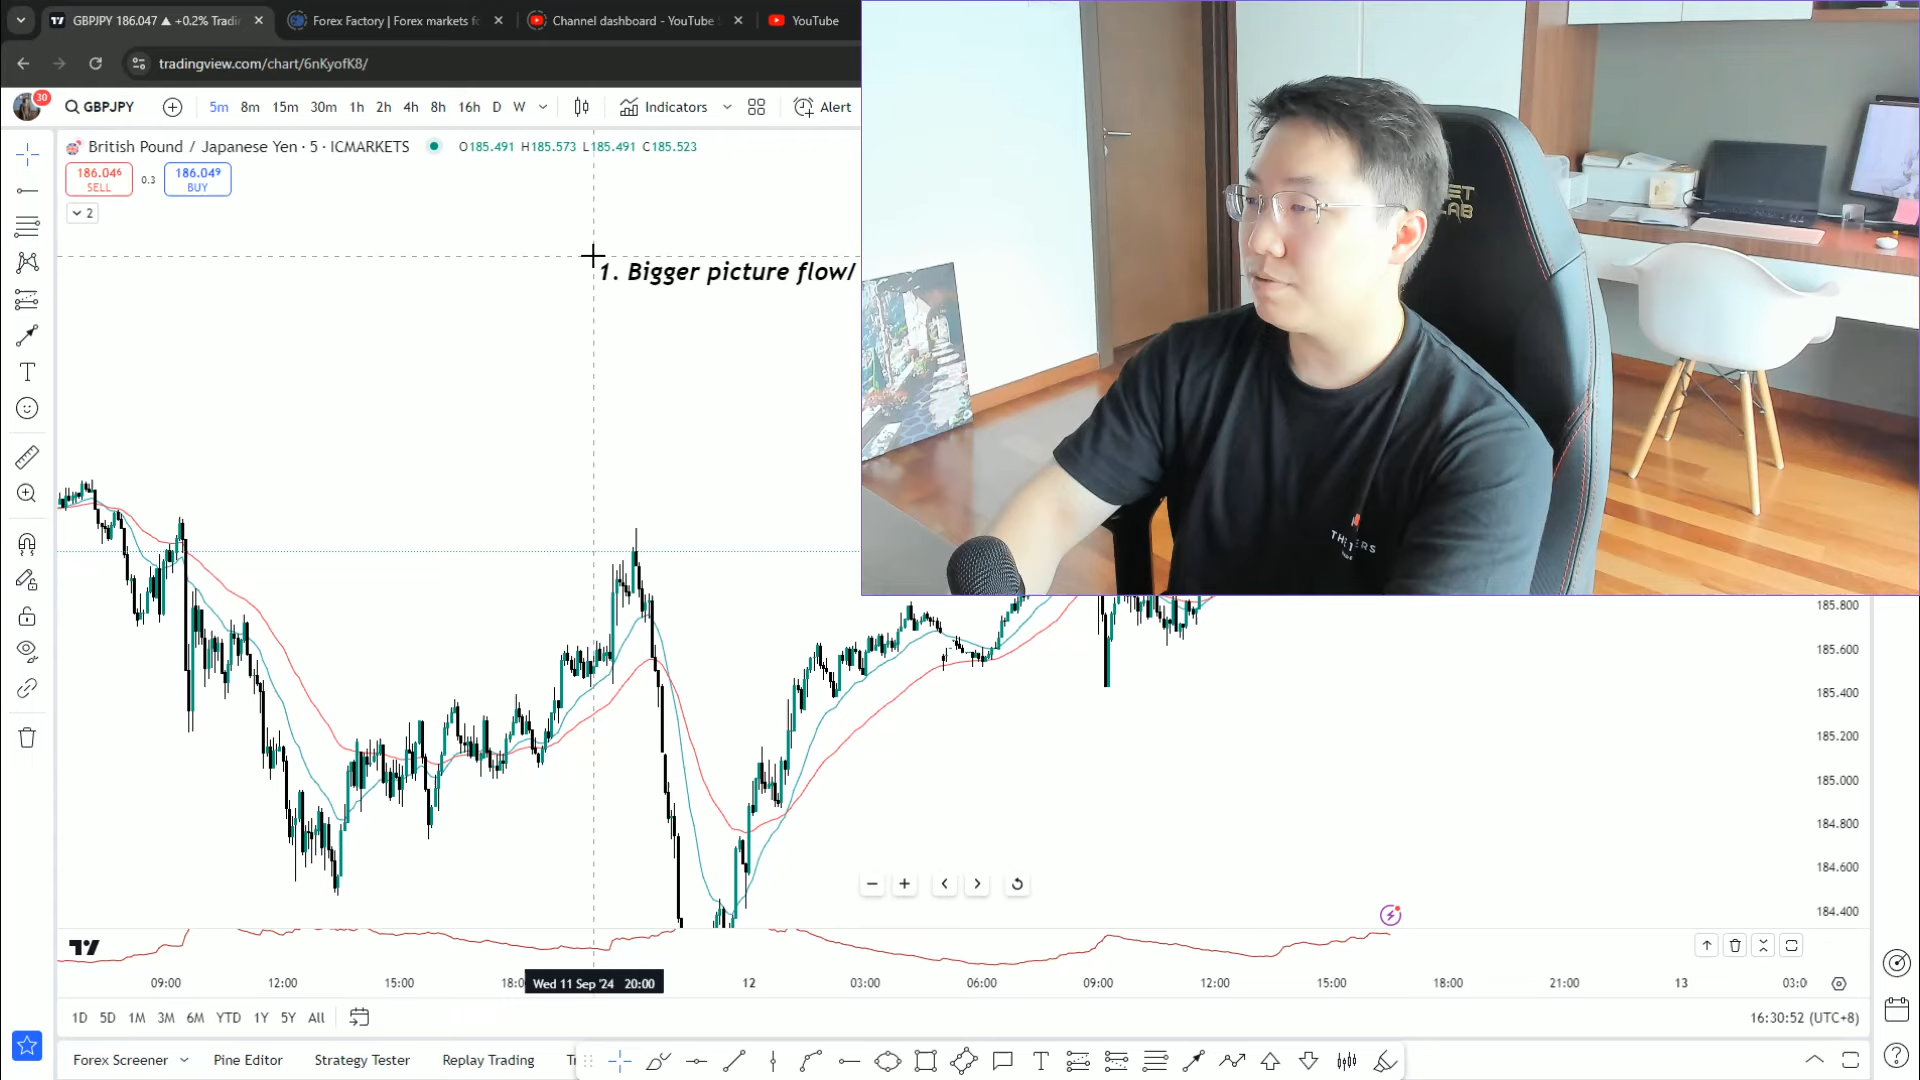 GBPJPY 186.047 ▲ +0.2% Tradi
Forex Factory | Forex markets fo
Channel dashboard - YouTube
YouTube
tradingview.com/chart/6nKyofK8/
30
GBPJPY
5m 8m 15m 30m 1h 2h 4h 8h 16h D W
Indicators
Alert
British Pound / Japanese Yen · 5 · ICMARKETS
O185.491 H185.573 L185.491 C185.523
186.046
SELL
0.3
186.049
BUY
2
1. Bigger picture flow/
185.800
185.600
185.400
185.200
185.000
184.800
184.600
184.400
09:00 12:00 15:00 18:0 Wed 11 Sep '24 20:00 12 03:00 06:00 09:00 12:00 15:00 18:00 21:00 13 03:0
1D 5D 1M 3M 6M YTD 1Y 5Y All
16:30:52 (UTC+8)
Forex Screener Pine Editor Strategy Tester Replay Trading